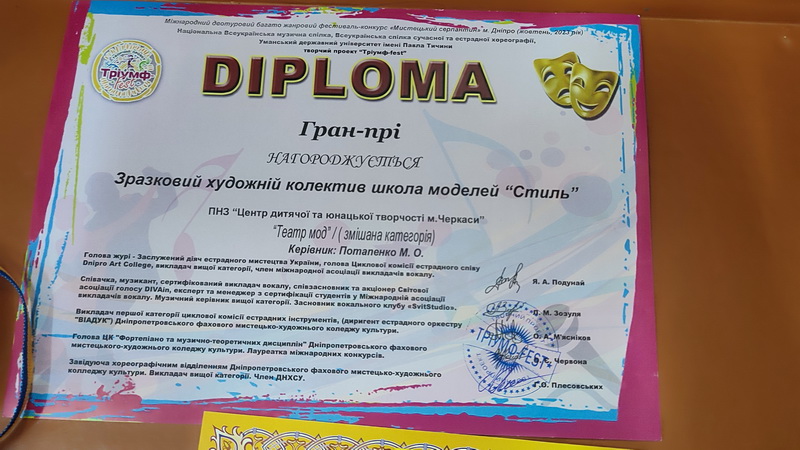 Міжнародний двотуровий багато жанровий фестиваль-конкурс «Мистецький серпантин» м. Дніпро (жовтень, 2023 рік)
Національна Всеукраїнська музична спілка, Всеукраїнська спілка сучасної та естрадної хореографії,
Уманський державний університет імені Павла Тичини
творчий проект "Тріумф-fest"
Тріумф
DIPLOMA
Гран-прі
НАГОРОДЖУЄТЬСЯ
Зразковий художній колектив школа моделей “Стиль”
ПНЗ “Центр дитячої та юнацької творчості м.Черкаси”
“Театр мод” / ( змішана категорія)
Керівник: Потапенко М. О.
Голова журі - Заслужений діяч естрадного мистецтва України, голова Циклової комісії естрадного співу
Dnipro Art College, викладач вищої категорії, член міжнародної асоціації викладачів вокалу.
Я. А. Подунай
Співачка, музикант, сертифікований викладач вокалу, співзасновник та акціонер Світової
асоціації голосу DIVAin, експерт та менеджер з сертифікації студентів у Міжнародній асоціації
викладачів вокалу. Музичний керівник вищої категорії. Засновник вокального клубу «SvitStudio».
Д. М. Зозуля
Викладач першої категорії циклової комісії естрадних інструментів, (диригент естрадного оркестру
"ВІАДУК") Дніпропетровського фахового мистецько-художнього коледжу культури.
О. А. М'ясніков
Голова ЦК "Фортепіано та музично-теоретичних дисциплін" Дніпропетровського фахового
мистецького-художнього коледжу культури. Лауреатка міжнародних конкурсів.
С. Червона
Завідуюча хореографічним відділенням Дніпропетровського фахового мистецько-художнього
колледжу культури. Викладач вищої категорії. Член ДНХСУ.
Г.О. Плесовських
ТРІУМФ FEST